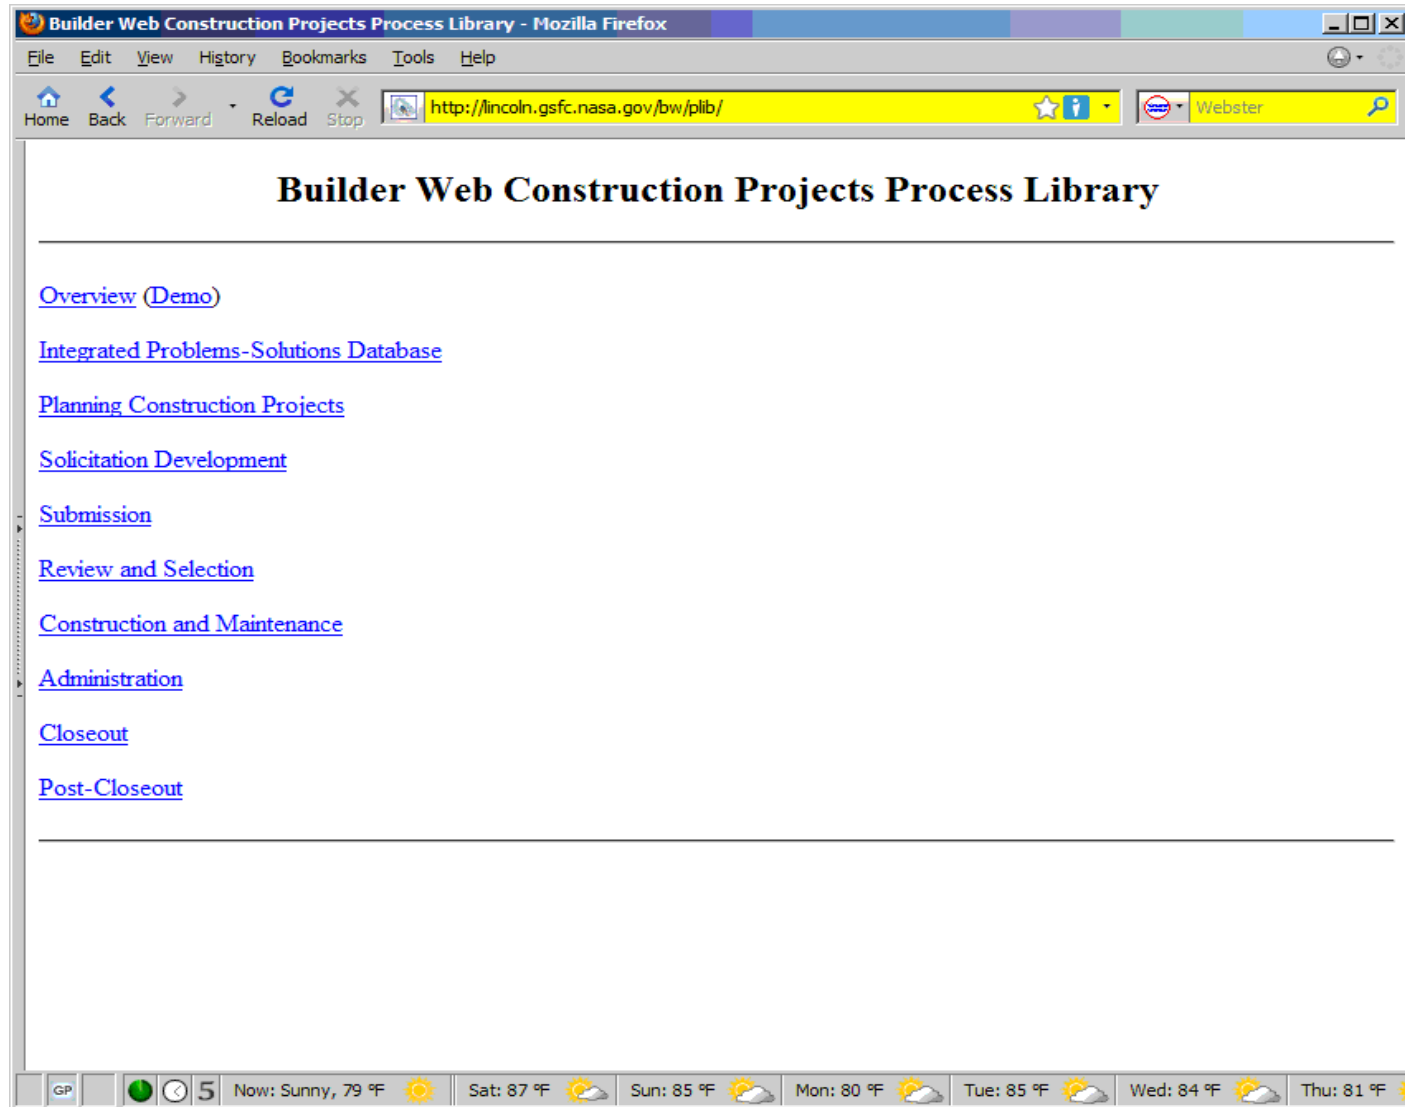 Builder Web Construction Projects Process Library - Mozilla Firefox
File Edit View History Bookmarks Tools Help
Home Back Forward Reload Stop http://lincoln.gsfc.nasa.gov/bw/plib/ Webster
Builder Web Construction Projects Process Library
Overview (Demo)
Integrated Problems-Solutions Database
Planning Construction Projects
Solicitation Development
Submission
Review and Selection
Construction and Maintenance
Administration
Closeout
Post-Closeout
GP 5 Now: Sunny, 79 °F Sat: 87 °F Sun: 85 °F Mon: 80 °F Tue: 85 °F Wed: 84 °F Thu: 81 °F